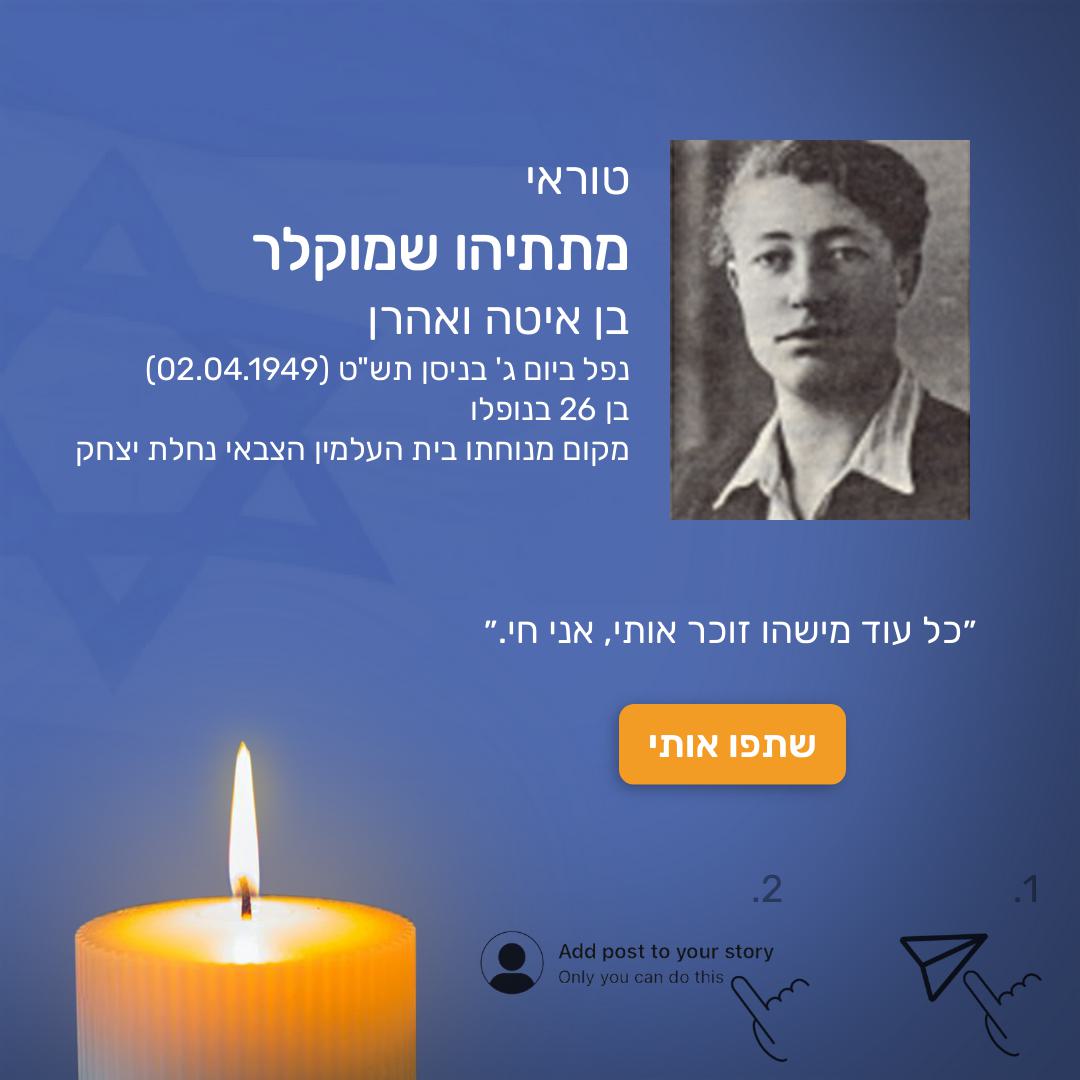 טוראי
מתתיהו שמוקלר
בן איטה ואהרן
נפל ביום ג' בניסן תש"ט (02.04.1949)
בן 26 בנופלו
מקום מנוחתו בית העלמין הצבאי נחלת יצחק
״כל עוד מישהו זוכר אותי, אני חי.״
שתפו אותי
1.
2.
Add post to your story
Only you can do this